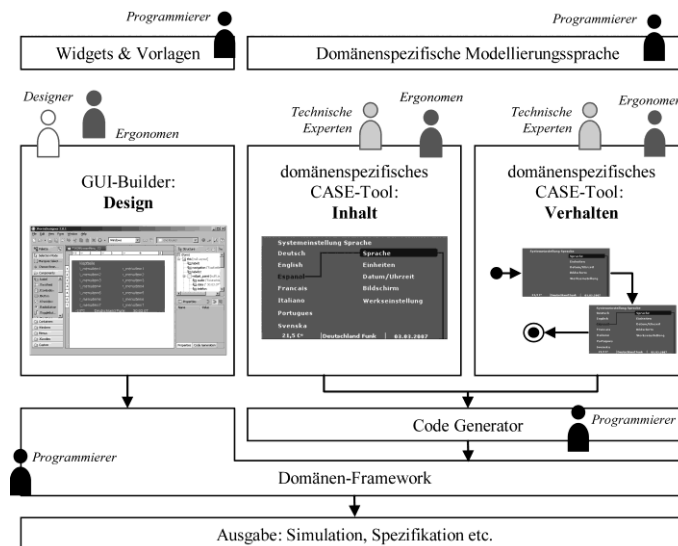 Programmierer
Programmierer
Widgets & Vorlagen
Domänenspezifische Modellierungssprache
Designer
Ergonomen
Technische
Experten
Ergonomen
Technische
Experten
Ergonomen
GUI-Builder:
Design
domänenspezifisches
CASE-Tool:
Inhalt
Systemeinstellung Sprache
Deutsch
Sprache
English
Einheiten
Espanol
Datum/Uhrzeit
Francais
Bildschirm
Italiano
Werkseinstellung
Portugues
Svenska
21,5 C°
Deutschland Funk
03.03.2007
domänenspezifisches
CASE-Tool:
Verhalten
Code Generator
Programmierer
Programmierer
Domänen-Framework
Ausgabe: Simulation, Spezifikation etc.